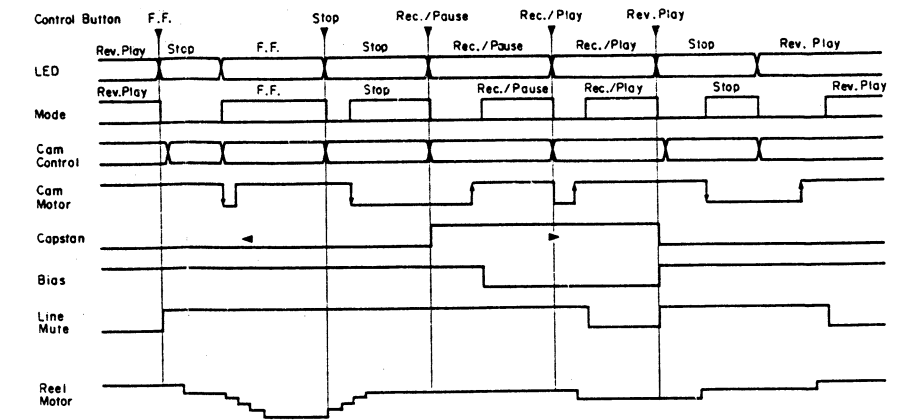 Control Button F.F. Stop Rec./Pause Rec./Play Rev.Play
LED Rev.Play Stop F.F. Stop Rec./Pause Rec./Play Stop Rev. Play
Mode Rev.Play F.F. Stop Rec./Pause Rec./Play Stop Rev.Play
Cam
Control
Cam
Motor
Capstan
Bias
Line
Mute
Reel
Motor